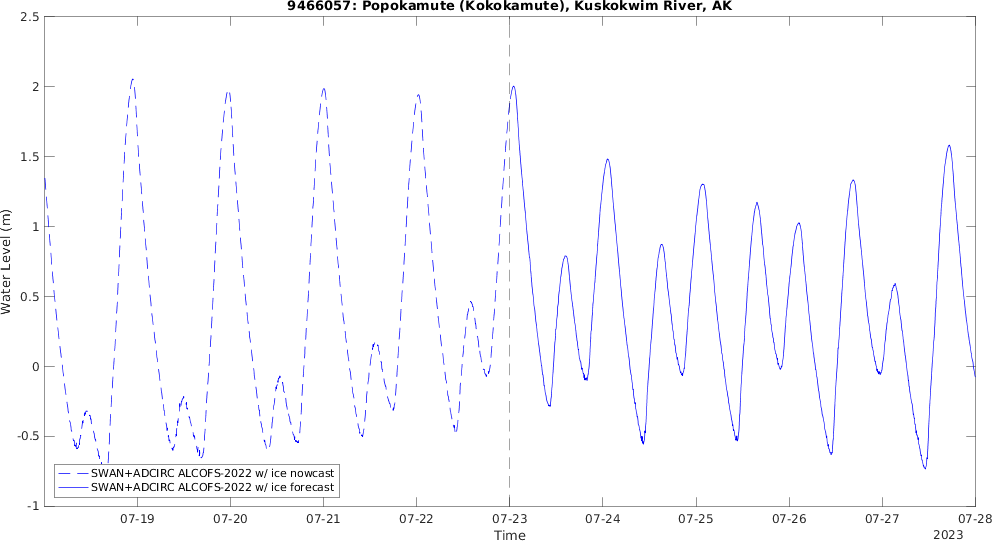 9466057: Popokamute (Kokokamute), Kuskokwim River, AK
2.5
2
1.5
1
0.5
0
-0.5
-1
Water Level (m)
SWAN+ADCIRC ALCOFS-2022 w/ ice nowcast
SWAN+ADCIRC ALCOFS-2022 w/ ice forecast
07-19 07-20 07-21 07-22 07-23 07-24 07-25 07-26 07-27 07-28
Time
2023